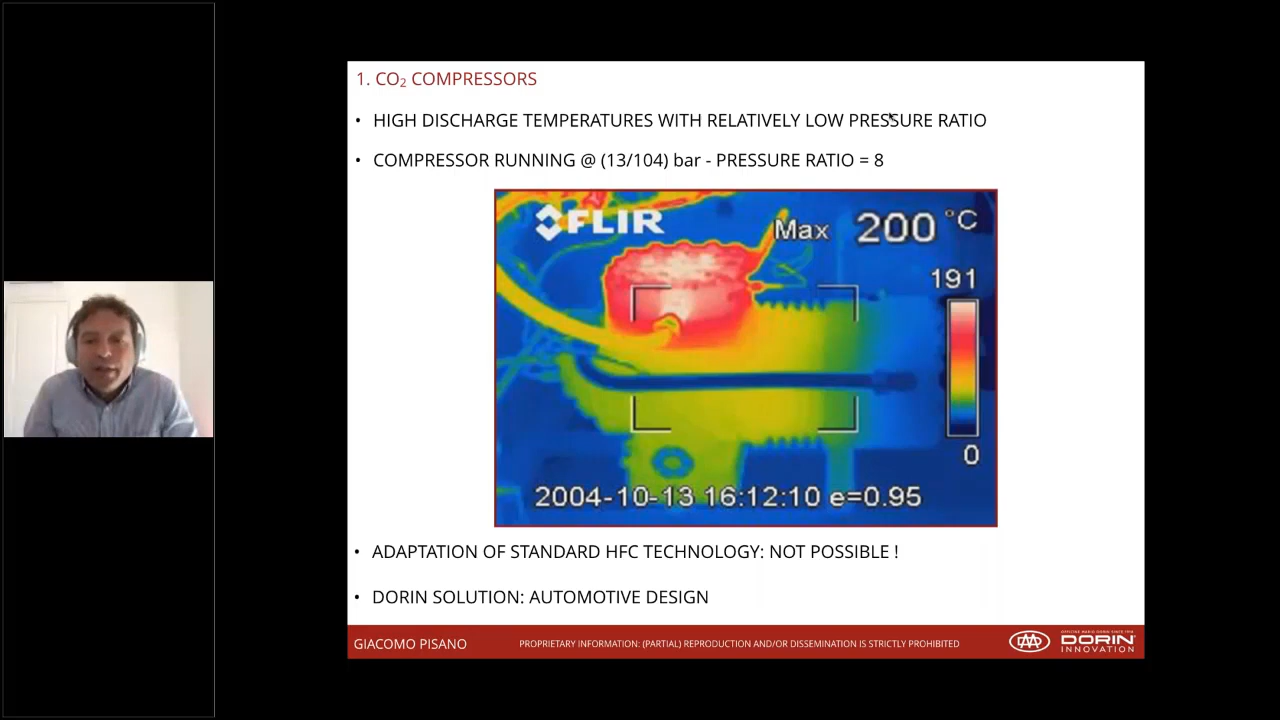 1. CO₂ COMPRESSORS
• HIGH DISCHARGE TEMPERATURES WITH RELATIVELY LOW PRESSURE RATIO
• COMPRESSOR RUNNING @ (13/104) bar - PRESSURE RATIO = 8
FLIR Max 200 °C
191
0
2004-10-13 16:12:10 e=0.95
• ADAPTATION OF STANDARD HFC TECHNOLOGY: NOT POSSIBLE !
• DORIN SOLUTION: AUTOMOTIVE DESIGN
GIACOMO PISANO PROPRIETARY INFORMATION: (PARTIAL) REPRODUCTION AND/OR DISSEMINATION IS STRICTLY PROHIBITED
DORIN
INNOVATION